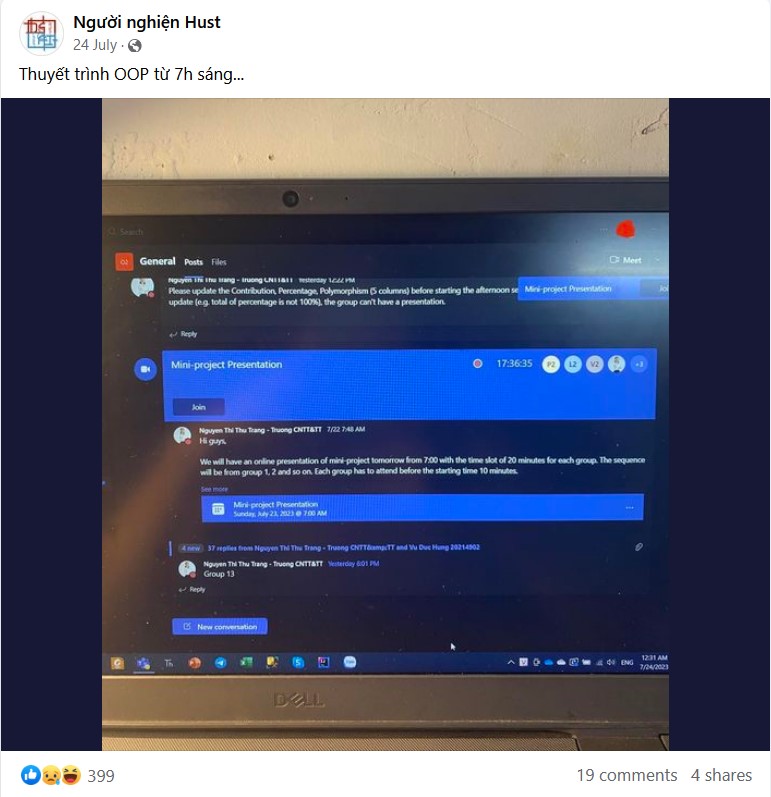 Người nghiện Hust
24 July ·
Thuyết trình OOP từ 7h sáng...
Search
General Posts Files
Meet
Nguyen Thi Thu Trang - Truong CNTT&TT Yesterday 12:22 PM
Please update the Contribution, Percentage, Polymorphism (5 columns) before starting the afternoon se
Mini-project Presentation
Joi
update (e.g. total of percentage is not 100%), the group can't have a presentation.
Reply
Mini-project Presentation
17:36:35
P2 L2 V2 +3
Join
Nguyen Thi Thu Trang - Truong CNTT&TT 7/22 7:48 AM
Hi guys,
We will have an online presentation of mini-project tomorrow from 7:00 with the time slot of 20 minutes for each group. The sequence
will be from group 1, 2 and so on. Each group has to attend before the starting time 10 minutes.
See more
Mini-project Presentation
Sunday, July 23, 2023 @ 7:00 AM
4 new 37 replies from Nguyen Thi Thu Trang - Truong CNTT&amp;TT and Vu Duc Hung 20214902
Nguyen Thi Thu Trang - Truong CNTT&TT Yesterday 8:01 PM
Group 13
Reply
New conversation
ENG
12:31 AM
7/24/2023
DELL
399
19 comments 4 shares